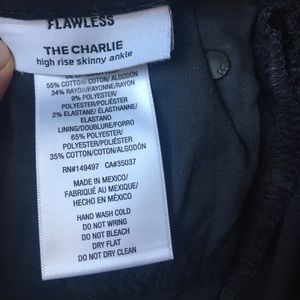 FLAWLESS
THE CHARLIE
high rise skinny ankle
55% COTTON/COTON/ALGODÓN
34% RAYON/RAYONNE/RAYÓN
9% POLYESTER/
POLYESTER/POLIÉSTER
2% ELASTANE/ÉLASTHANNE/
ELASTANO
LINING/DOUBLURE/FORRO
65% POLYESTER/
POLYESTER/POLIÉSTER
35% COTTON/COTON/ALGODÓN
RN#149497 CA#35037
MADE IN MEXICO/
FABRIQUÉ AU MEXIQUE/
HECHO EN MÉXICO
HAND WASH COLD
DO NOT WRING
DO NOT BLEACH
DRY FLAT
DO NOT DRY CLEAN